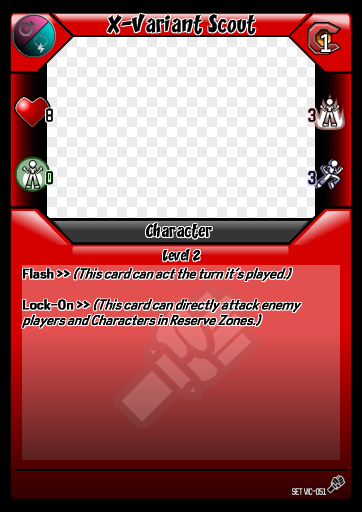 X-Variant Scout
1
8
3
0
3
Character
Level 2
Flash >> (This card can act the turn it's played.)
Lock-On >> (This card can directly attack enemy
players and Characters in Reserve Zones.)
SET VIC-051